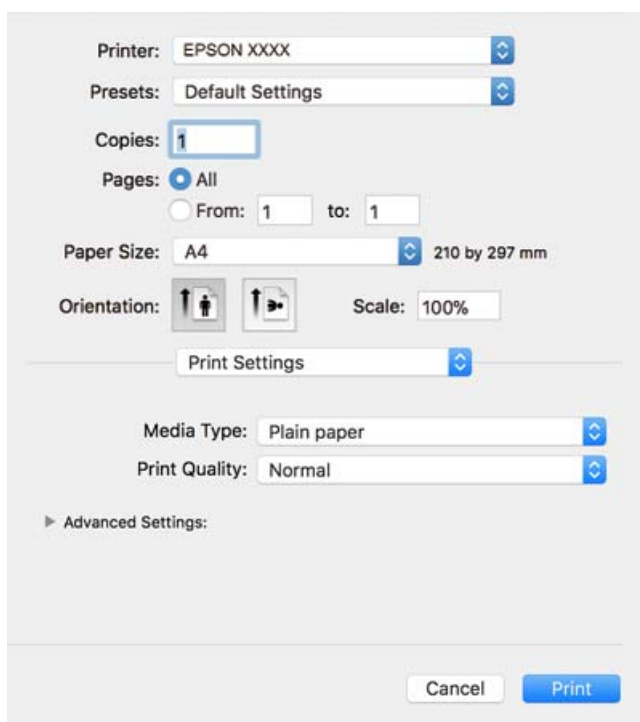 Printer: EPSON XXXX
Presets: Default Settings
Copies: 1
Pages: All
From: 1 to: 1
Paper Size: A4 210 by 297 mm
Orientation: Scale: 100%
Print Settings
Media Type: Plain paper
Print Quality: Normal
Advanced Settings:
Cancel Print